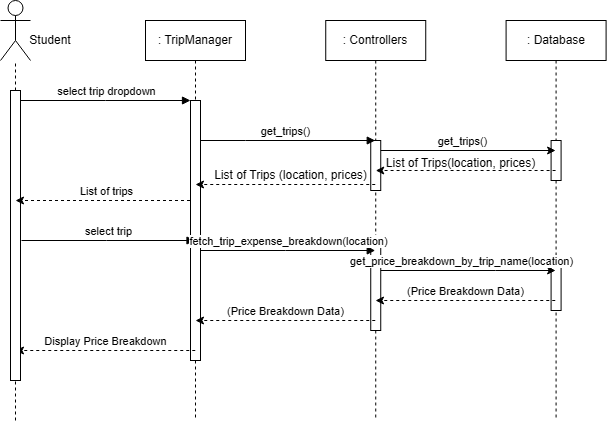 Student
: TripManager
: Controllers
: Database
select trip dropdown
get_trips()
get_trips()
List of Trips(location, prices)
List of Trips (location, prices)
List of trips
select trip
fetch_trip_expense_breakdown(location)
get_price_breakdown_by_trip_name(location)
(Price Breakdown Data)
(Price Breakdown Data)
Display Price Breakdown